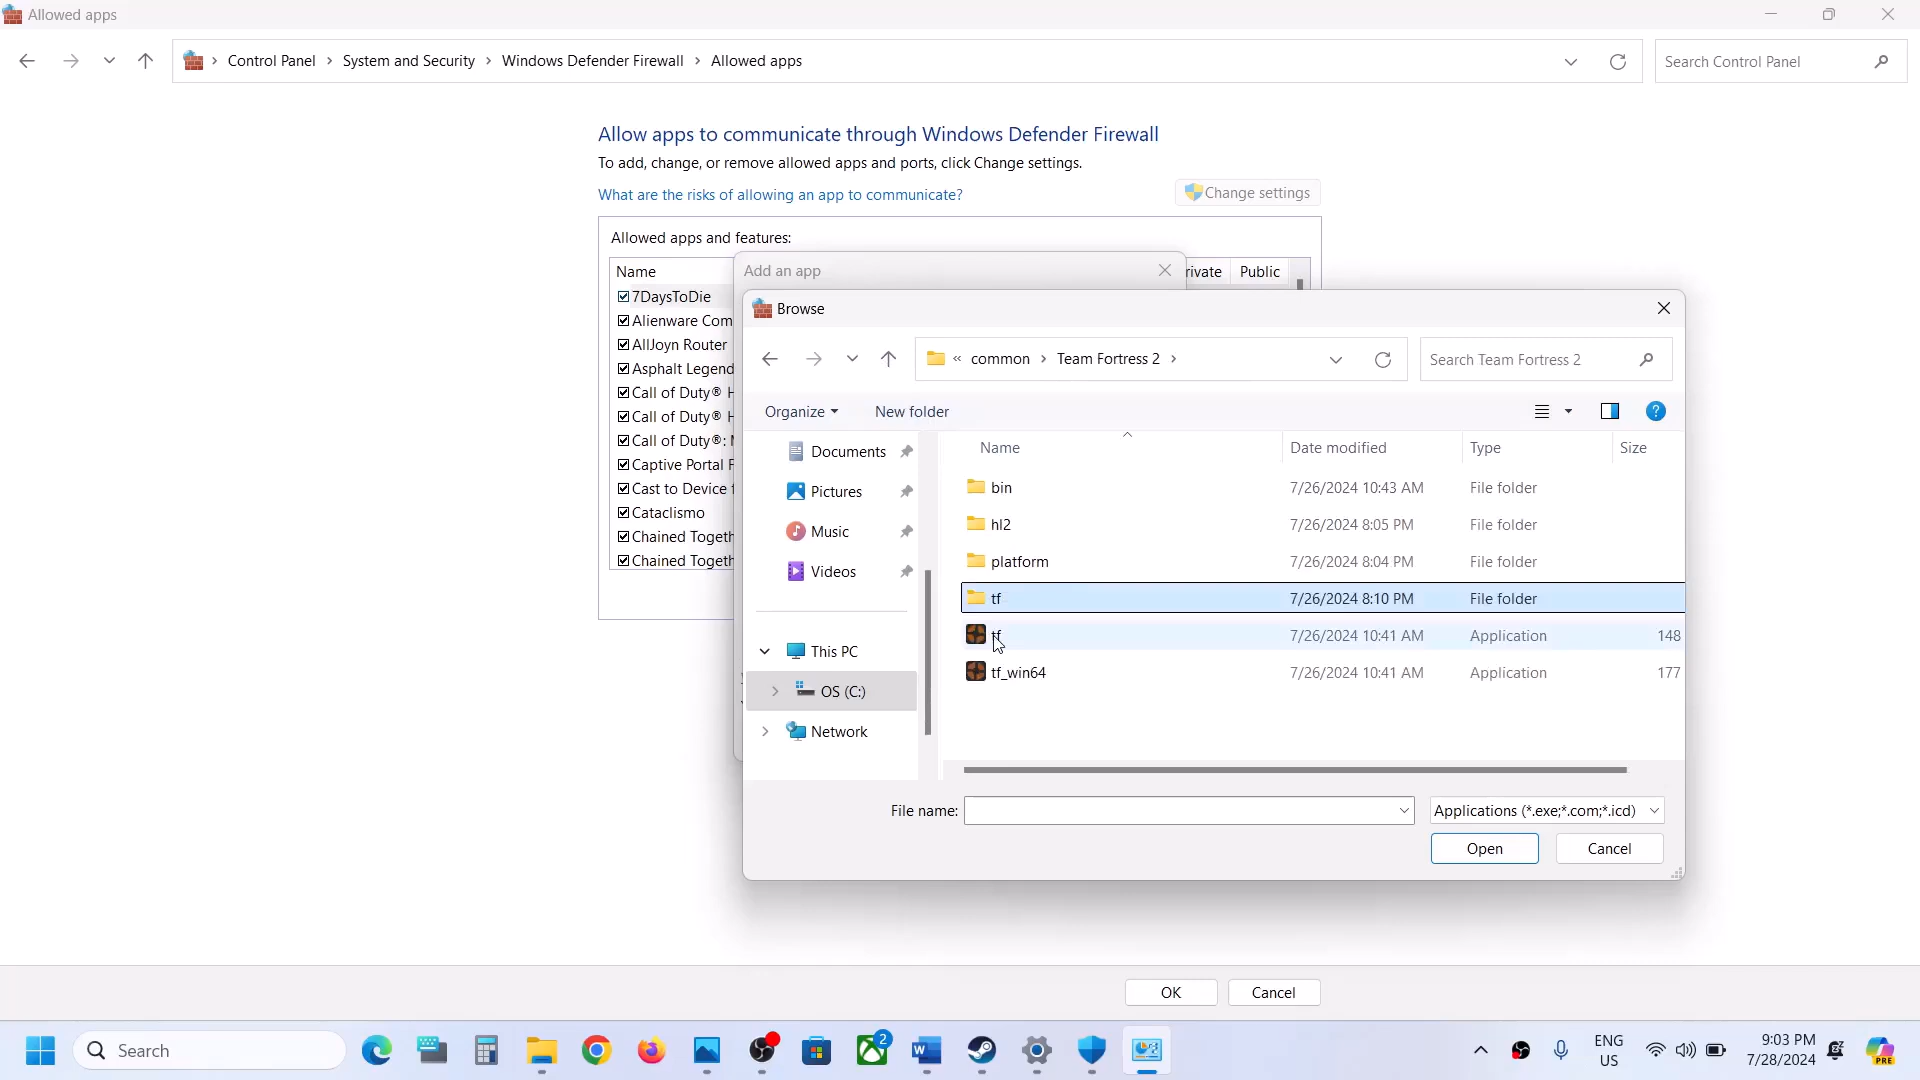 Allowed apps
Control Panel > System and Security > Windows Defender Firewall > Allowed apps
Search Control Panel
Allow apps to communicate through Windows Defender Firewall
To add, change, or remove allowed apps and ports, click Change settings.
What are the risks of allowing an app to communicate?
Change settings
Allowed apps and features:
Name
rivate
Public
7DaysToDie
Alienware Com
AllJoyn Router
Asphalt Legend
Call of Duty® H
Call of Duty® H
Call of Duty®:
Captive Portal F
Cast to Device
Cataclismo
Chained Togeth
Chained Togeth
Add an app
Browse
« common > Team Fortress 2 >
Search Team Fortress 2
Organize
New folder
Documents
Pictures
Music
Videos
This PC
OS (C:)
Network
Name Date modified Type Size
bin 7/26/2024 10:43 AM File folder
hl2 7/26/2024 8:05 PM File folder
platform 7/26/2024 8:04 PM File folder
tf 7/26/2024 8:10 PM File folder
tf 7/26/2024 10:41 AM Application 148
tf_win64 7/26/2024 10:41 AM Application 177
File name:
Applications (*.exe;*.com;*.icd)
Open
Cancel
OK
Cancel
Search
2
ENG
US
9:03 PM
7/28/2024
PRE